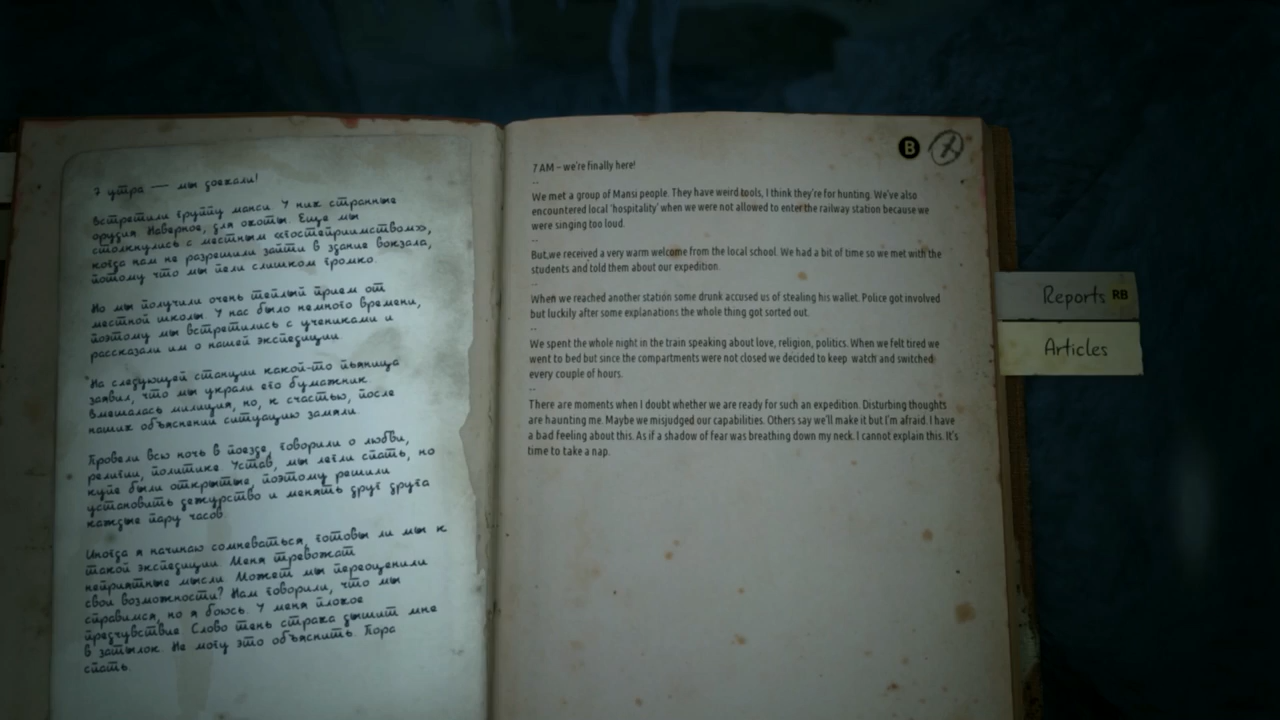 7 утра — мы доехали!
Встретили группу манси. У них странные
орудия. Наверное, для охоты. Еще мы
столкнулись с местным «гостеприимством»,
когда нам не разрешили зайти в здание вокзала,
потому что мы пели слишком громко.
Но мы получили очень теплый прием от
местной школы. У нас было немного времени,
поэтому мы встретились с учениками и
рассказали им о нашей экспедиции.
На следующей станции какой-то пьяница
заявил, что мы украли его бумажник.
Вмешалась милиция, но, к счастью, после
наших объяснений ситуацию замяли.
Провели всю ночь в поезде, говорили о любви,
религии, политике. Устав, мы легли спать, но
купе были открытые, поэтому решили
установить дежурство и менять друг друга
каждые пару часов.
Иногда я начинаю сомневаться, готовы ли мы к
такой экспедиции. Меня тревожат
неприятные мысли. Может мы переоценили
свои возможности? Нам говорили, что мы
справимся, но я боюсь. У меня плохое
предчувствие. Слово тень страха дышит мне
в затылок. Не могу это объяснить. Пора
спать.
B
7 AM – we're finally here!
--
We met a group of Mansi people. They have weird tools, I think they're for hunting. We've also
encountered local 'hospitality' when we were not allowed to enter the railway station because we
were singing too loud.
--
But we received a very warm welcome from the local school. We had a bit of time so we met with the
students and told them about our expedition.
--
When we reached another station some drunk accused us of stealing his wallet. Police got involved
but luckily after some explanations the whole thing got sorted out.
--
We spent the whole night in the train speaking about love, religion, politics. When we felt tired we
went to bed but since the compartments were not closed we decided to keep watch and switched
every couple of hours.
--
There are moments when I doubt whether we are ready for such an expedition. Disturbing thoughts
are haunting me. Maybe we misjudged our capabilities. Others say we'll make it but I'm afraid. I have
a bad feeling about this. As if a shadow of fear was breathing down my neck. I cannot explain this. It's
time to take a nap.
Reports RB
Articles